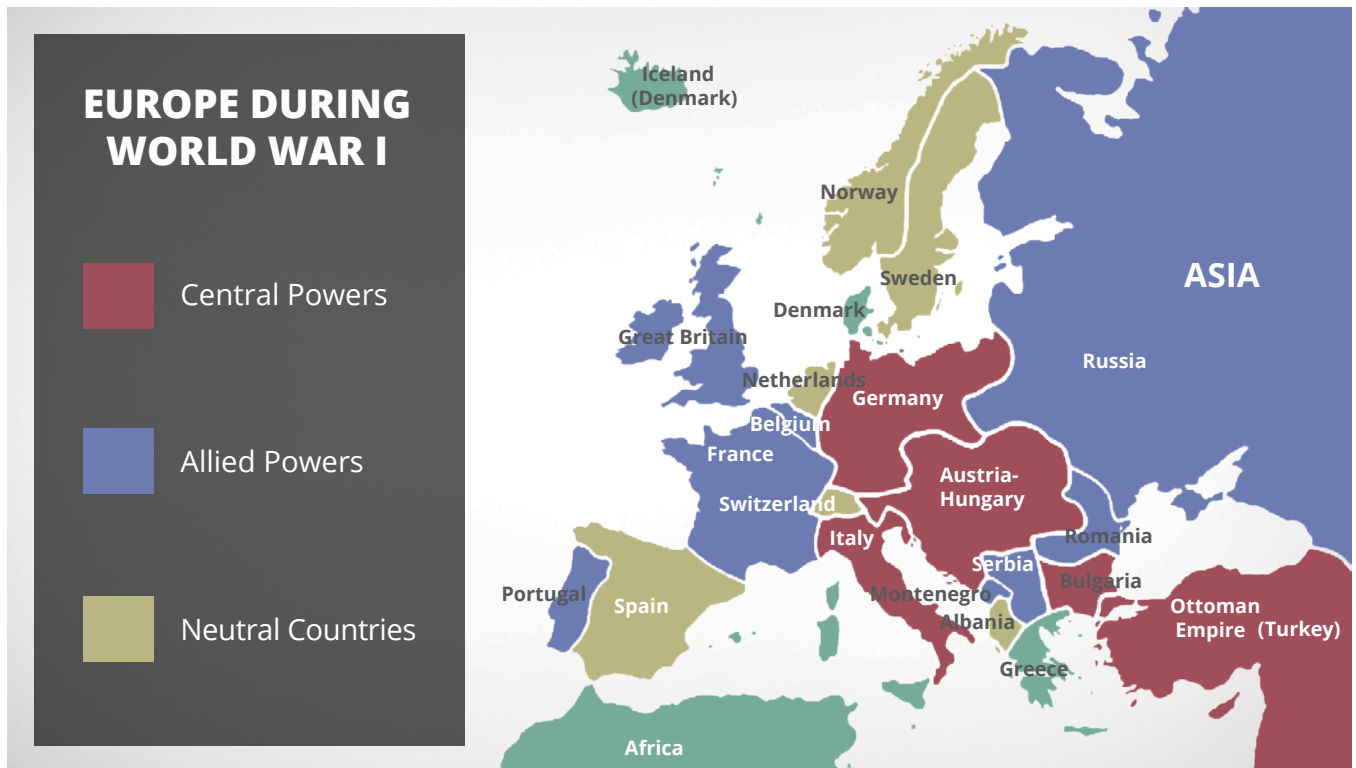 EUROPE DURING
WORLD WAR I
Central Powers
Allied Powers
Neutral Countries
Iceland
(Denmark)
Norway
Sweden
Denmark
ASIA
Great Britain
Russia
Netherlands
Germany
Belgium
France
Austria-
Hungary
Switzerland
Italy
Romania
Serbia
Bulgaria
Portugal
Spain
Montenegro
Albania
Ottoman
Empire (Turkey)
Greece
Africa